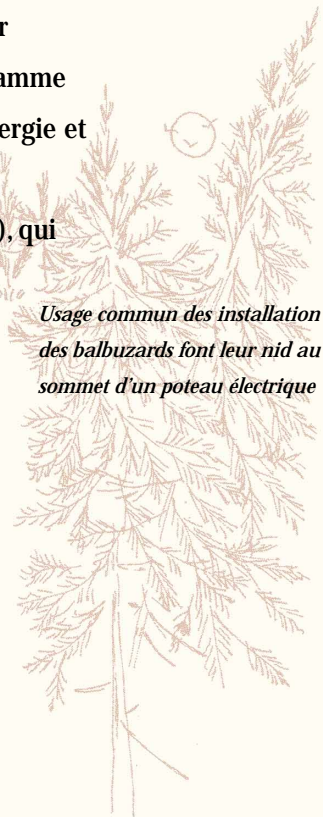 r
amme
ergie et
), qui
Usage commun des installation
des balbuzards font leur nid au
sommet d'un poteau électrique